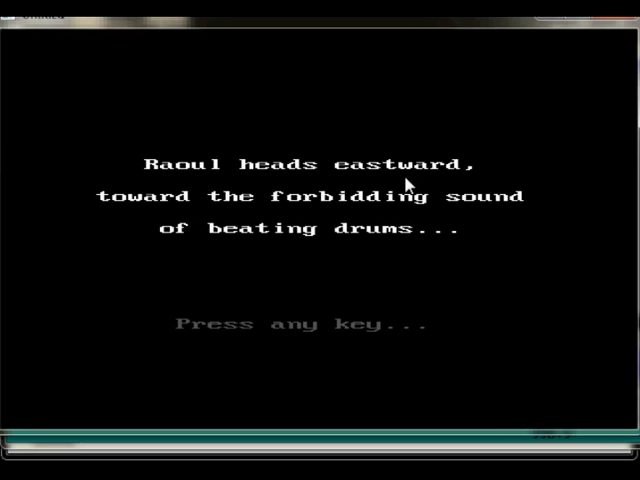 Raoul heads eastward,
toward the forbidding sound
of beating drums...
Press any key...